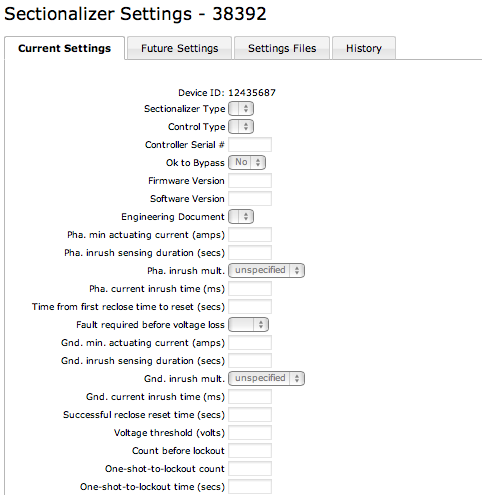 Sectionalizer Settings - 38392
Current Settings Future Settings Settings Files History
Device ID: 12435687
Sectionalizer Type
Control Type
Controller Serial #
Ok to Bypass No
Firmware Version
Software Version
Engineering Document
Pha. min actuating current (amps)
Pha. inrush sensing duration (secs)
Pha. inrush mult. unspecified
Pha. current inrush time (ms)
Time from first reclose time to reset (secs)
Fault required before voltage loss
Gnd. min. actuating current (amps)
Gnd. inrush sensing duration (secs)
Gnd. inrush mult. unspecified
Gnd. current inrush time (ms)
Successful reclose reset time (secs)
Voltage threshold (volts)
Count before lockout
One-shot-to-lockout count
One-shot-to-lockout time (secs)